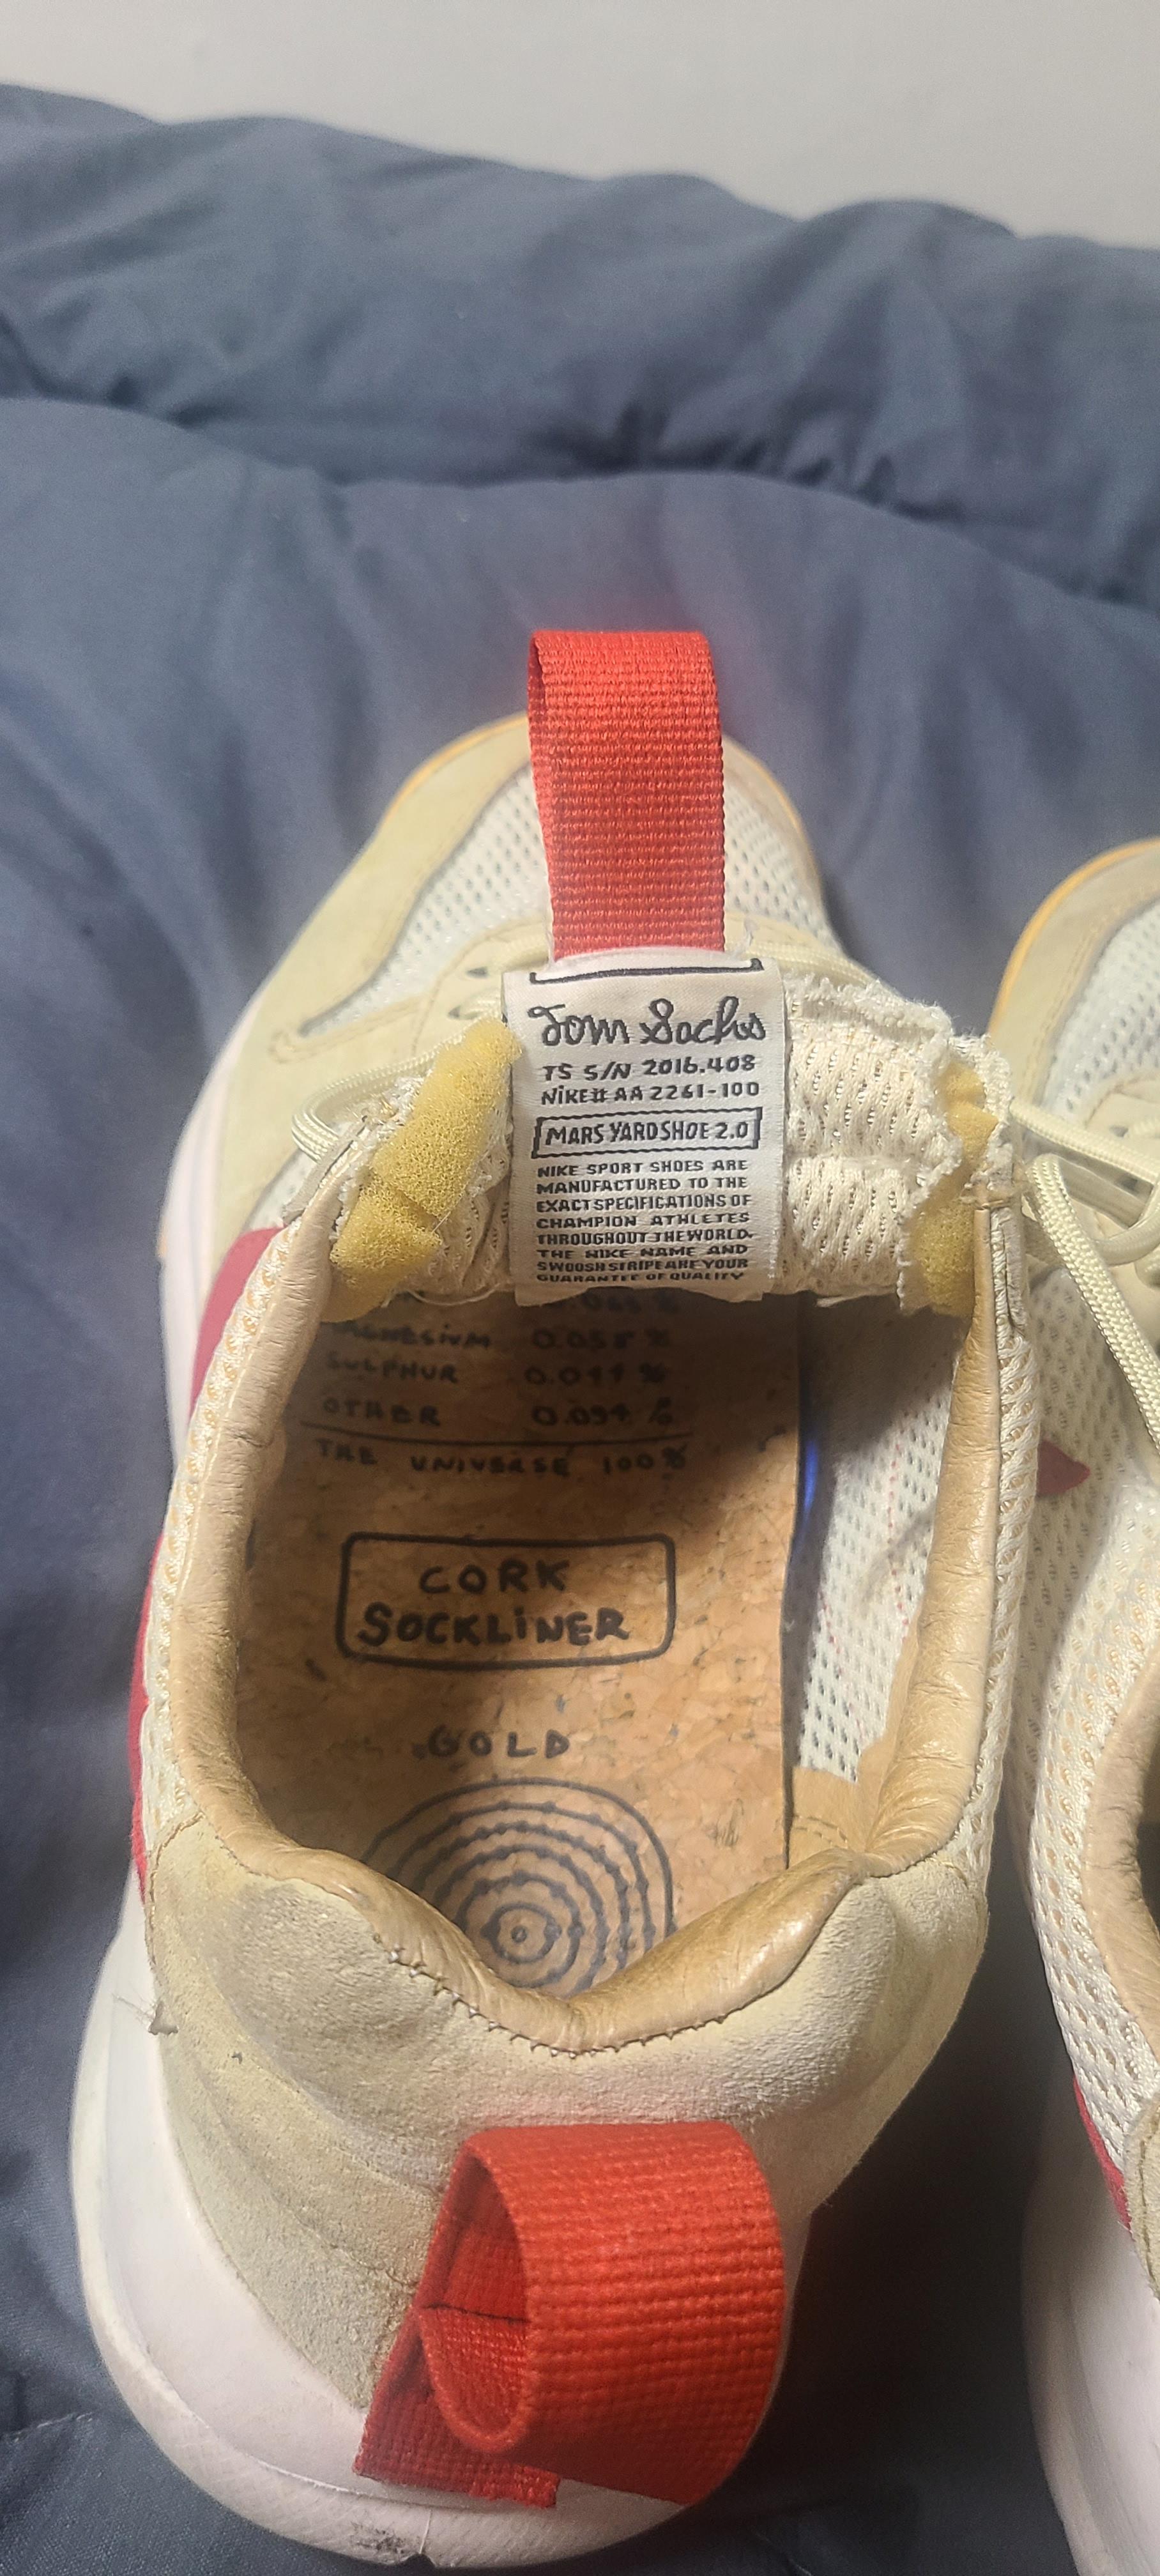 Tom Sachs
TS S/N 2016.408
NIKE# AA 2261-100
MARS YARD SHOE 2.0
NIKE SPORT SHOES ARE
MANUFACTURED TO THE
EXACT SPECIFICATIONS OF
CHAMPION ATHLETES
THROUGHOUT THE WORLD.
THE NIKE NAME AND
SWOOSH STRIPE ARE YOUR
GUARANTEE OF QUALITY
MAGNESIUM 0.058 %
SULPHUR 0.044 %
OTHER 0.094 %
THE UNIVERSE 100%
CORK
SOCKLINER
GOLD